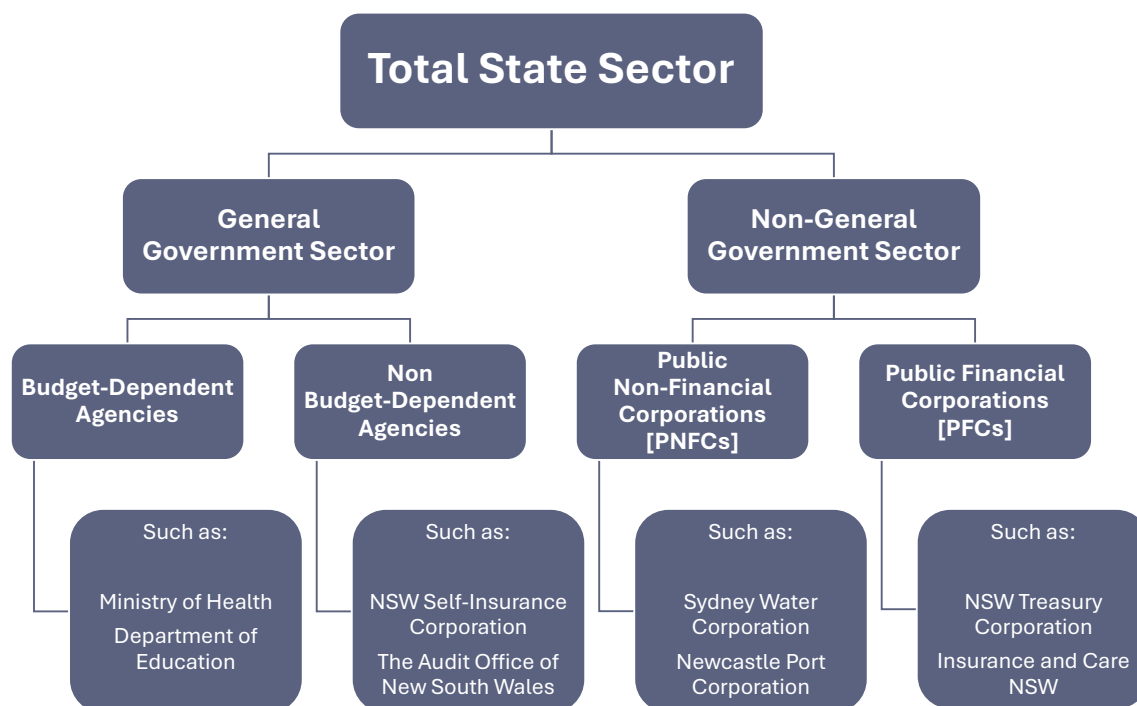 Total State Sector
General
Government Sector
Non-General
Government Sector
Budget-Dependent
Agencies
Non
Budget-Dependent
Agencies
Public
Non-Financial
Corporations
[PNFCs]
Public Financial
Corporations
[PFCs]
Such as:
Ministry of Health
Department of
Education
Such as:
NSW Self-Insurance
Corporation
The Audit Office of
New South Wales
Such as:
Sydney Water
Corporation
Newcastle Port
Corporation
Such as:
NSW Treasury
Corporation
Insurance and Care
NSW